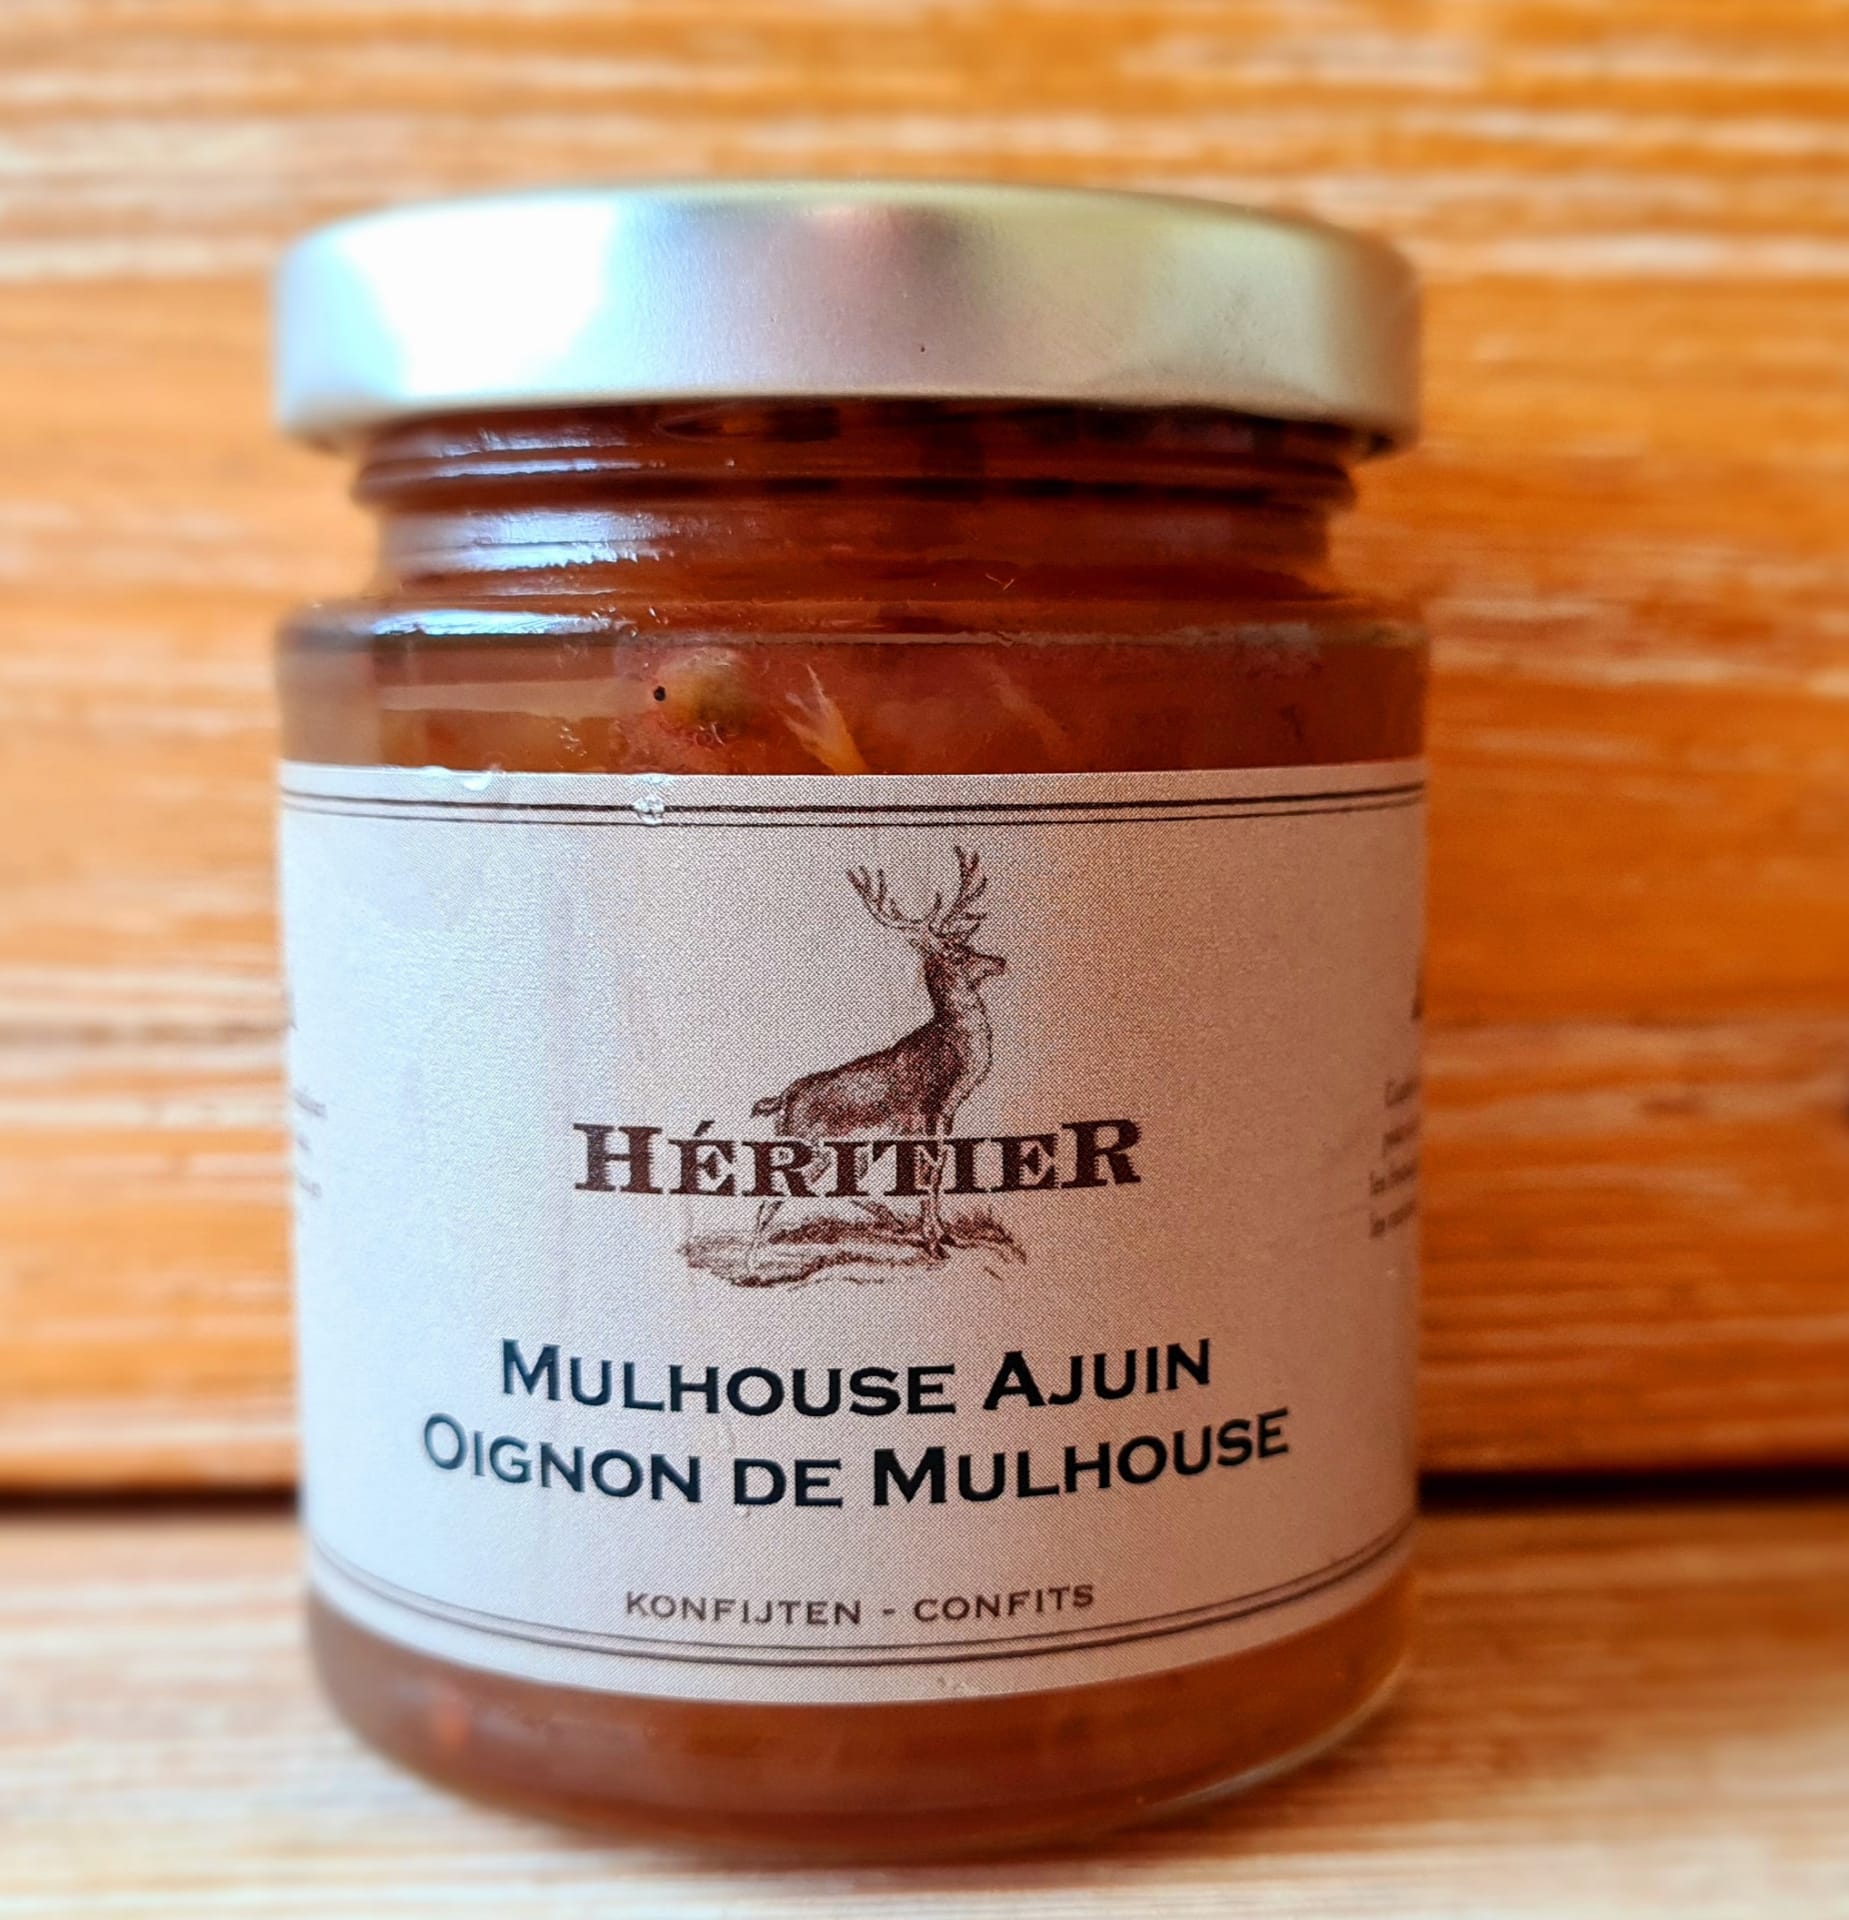 HÉRITIER
MULHOUSE AJUIN
OIGNON DE MULHOUSE
KONFIJTEN - CONFITS